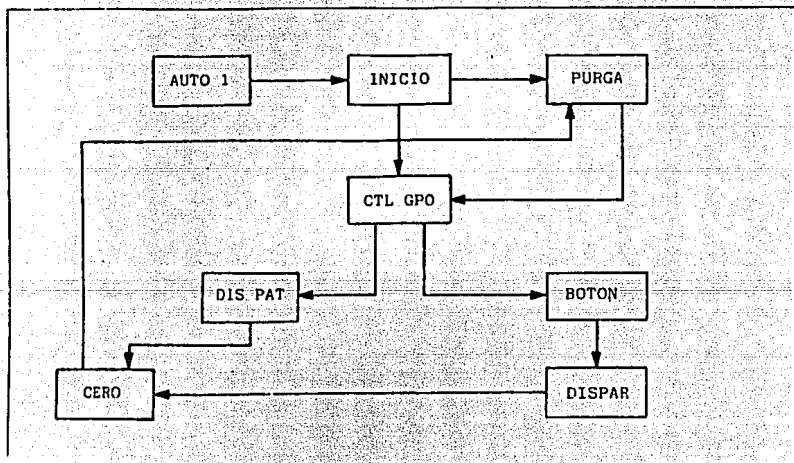 AUTO 1
INICIO
PURGA
CTL GPO
DIS PAT
BOTON
CERO
DISPAR